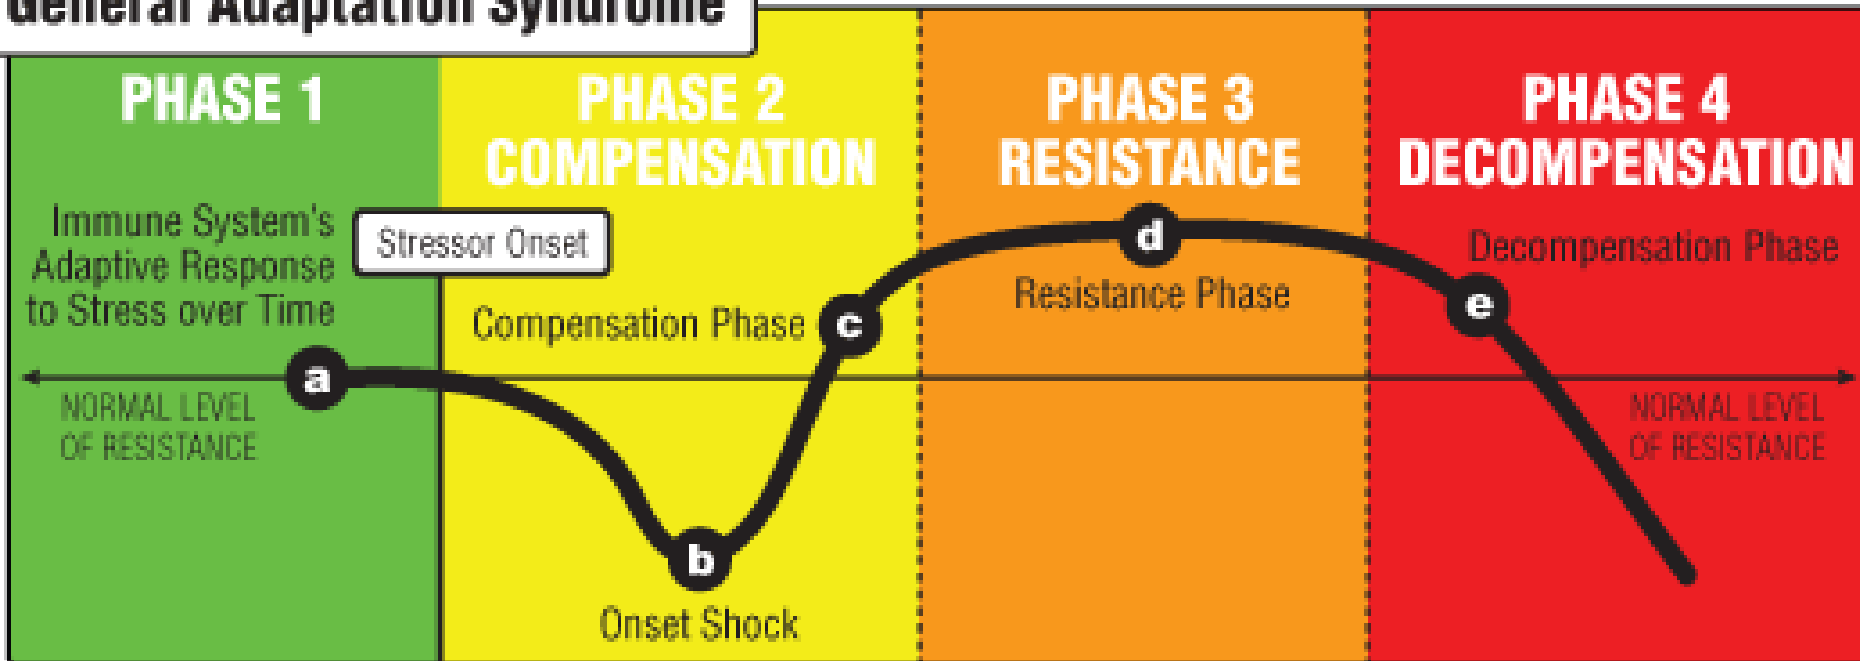 General Adaptation Syndrome
PHASE 1
Immune System's
Adaptive Response
to Stress over Time
a
NORMAL LEVEL
OF RESISTANCE
Stressor Onset
PHASE 2
COMPENSATION
Compensation Phase
c
b
Onset Shock
PHASE 3
RESISTANCE
d
Resistance Phase
PHASE 4
DECOMPENSATION
Decompensation Phase
e
NORMAL LEVEL
OF RESISTANCE